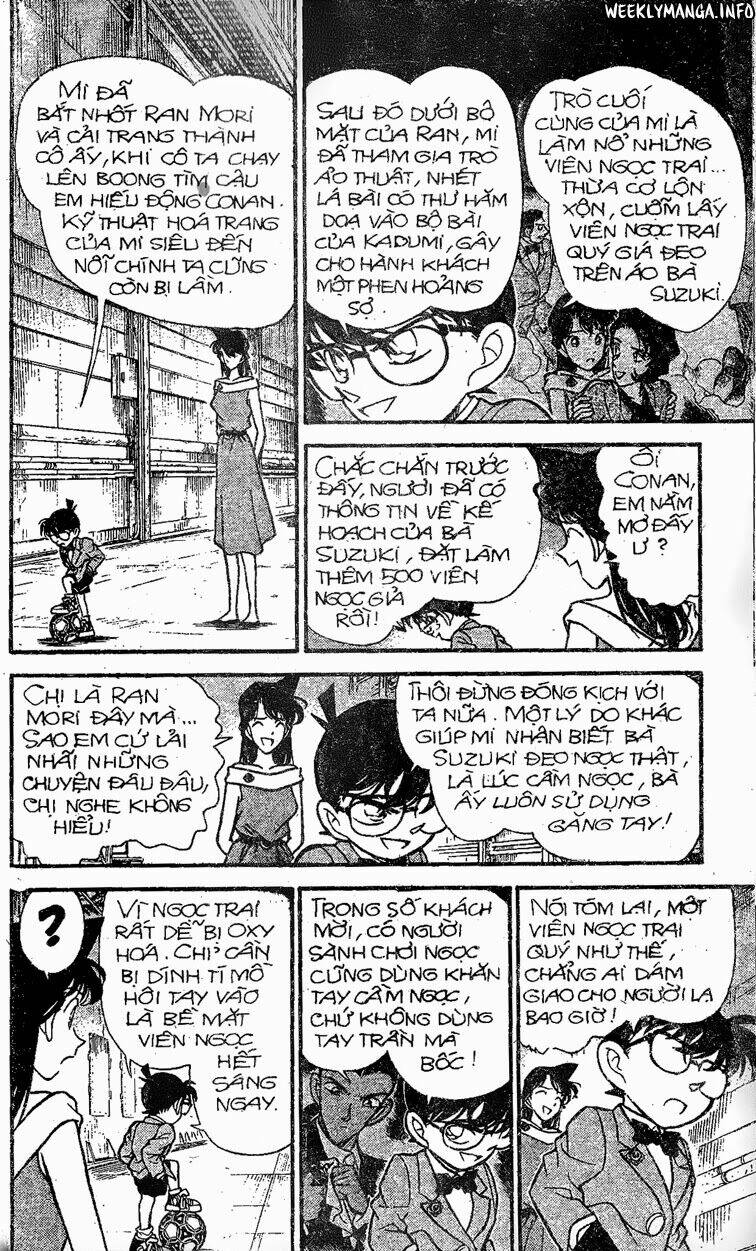 WEEKLYMANGA.INFO
MI ĐÃ
BẮT NHỐT RAN MORI
VÀ CẢI TRANG THÀNH
CÔ ẤY, KHI CÔ TA CHẠY
LÊN BOONG TÌM CẬU
EM HIẾU ĐỘNG CONAN.
KỸ THUẬT HOÁ TRANG
CỦA MI SIÊU ĐẾN
NỖI CHÍNH TA CŨNG
CÒN BỊ LẦM.
SAU ĐÓ DƯỚI BỘ
MẶT CỦA RAN, MI
ĐÃ THAM GIA TRÒ
ẢO THUẬT, NHÉT
LÁ BÀI CÓ THƯ HĂM
DOẠ VÀO BỘ BÀI
CỦA KADUMI, GÂY
CHO HÀNH KHÁCH
MỘT PHEN HOẢNG
SỢ.
TRÒ CUỐI
CÙNG CỦA MI LÀ
LÀM NỔ NHỮNG
VIÊN NGỌC TRAI...
THỪA CƠ LỘN
XỘN, CUỖM LẤY
VIÊN NGỌC TRAI
QUÝ GIÁ ĐEO
TRÊN ÁO BÀ
SUZUKI.
CHẮC CHẮN TRƯỚC
ĐÂY, NGƯƠI ĐÃ CÓ
THÔNG TIN VỀ KẾ
HOẠCH CỦA BÀ
SUZUKI, ĐẶT LÀM
THÊM 500 VIÊN
NGỌC GIẢ
RỒI!
ÔI
CONAN,
EM NẰM
MƠ ĐẤY
Ư ?
CHỊ LÀ RAN
MORI ĐÂY MÀ...
SAO EM CỨ LẢI
NHẢI NHỮNG
CHUYỆN ĐÂU ĐÂU,
CHỊ NGHE KHÔNG
HIỂU!
THÔI ĐỪNG ĐÓNG KỊCH VỚI
TA NỮA. MỘT LÝ DO KHÁC
GIÚP MI NHẬN BIẾT BÀ
SUZUKI ĐEO NGỌC THẬT,
LÀ LÚC CẦM NGỌC, BÀ
ẤY LUÔN SỬ DỤNG
GĂNG TAY!
?
VÌ NGỌC TRAI
RẤT DỄ BỊ OXY
HOÁ. CHỈ CẦN
BỊ DÍNH TÍ MỒ
HÔI TAY VÀO
LÀ BỀ MẶT
VIÊN NGỌC
HẾT
SÁNG
NGAY.
TRONG SỐ KHÁCH
MỜI, CÓ NGƯỜI
SÀNH CHƠI NGỌC
CŨNG DÙNG KHĂN
TAY CẦM NGỌC,
CHỨ KHÔNG DÙNG
TAY TRẦN MÀ
BỐC!
NÓI TÓM LẠI, MỘT
VIÊN NGỌC TRAI
QUÝ NHƯ THẾ,
CHẲNG AI DÁM
GIAO CHO NGƯỜI LẠ
BAO GIỜ!